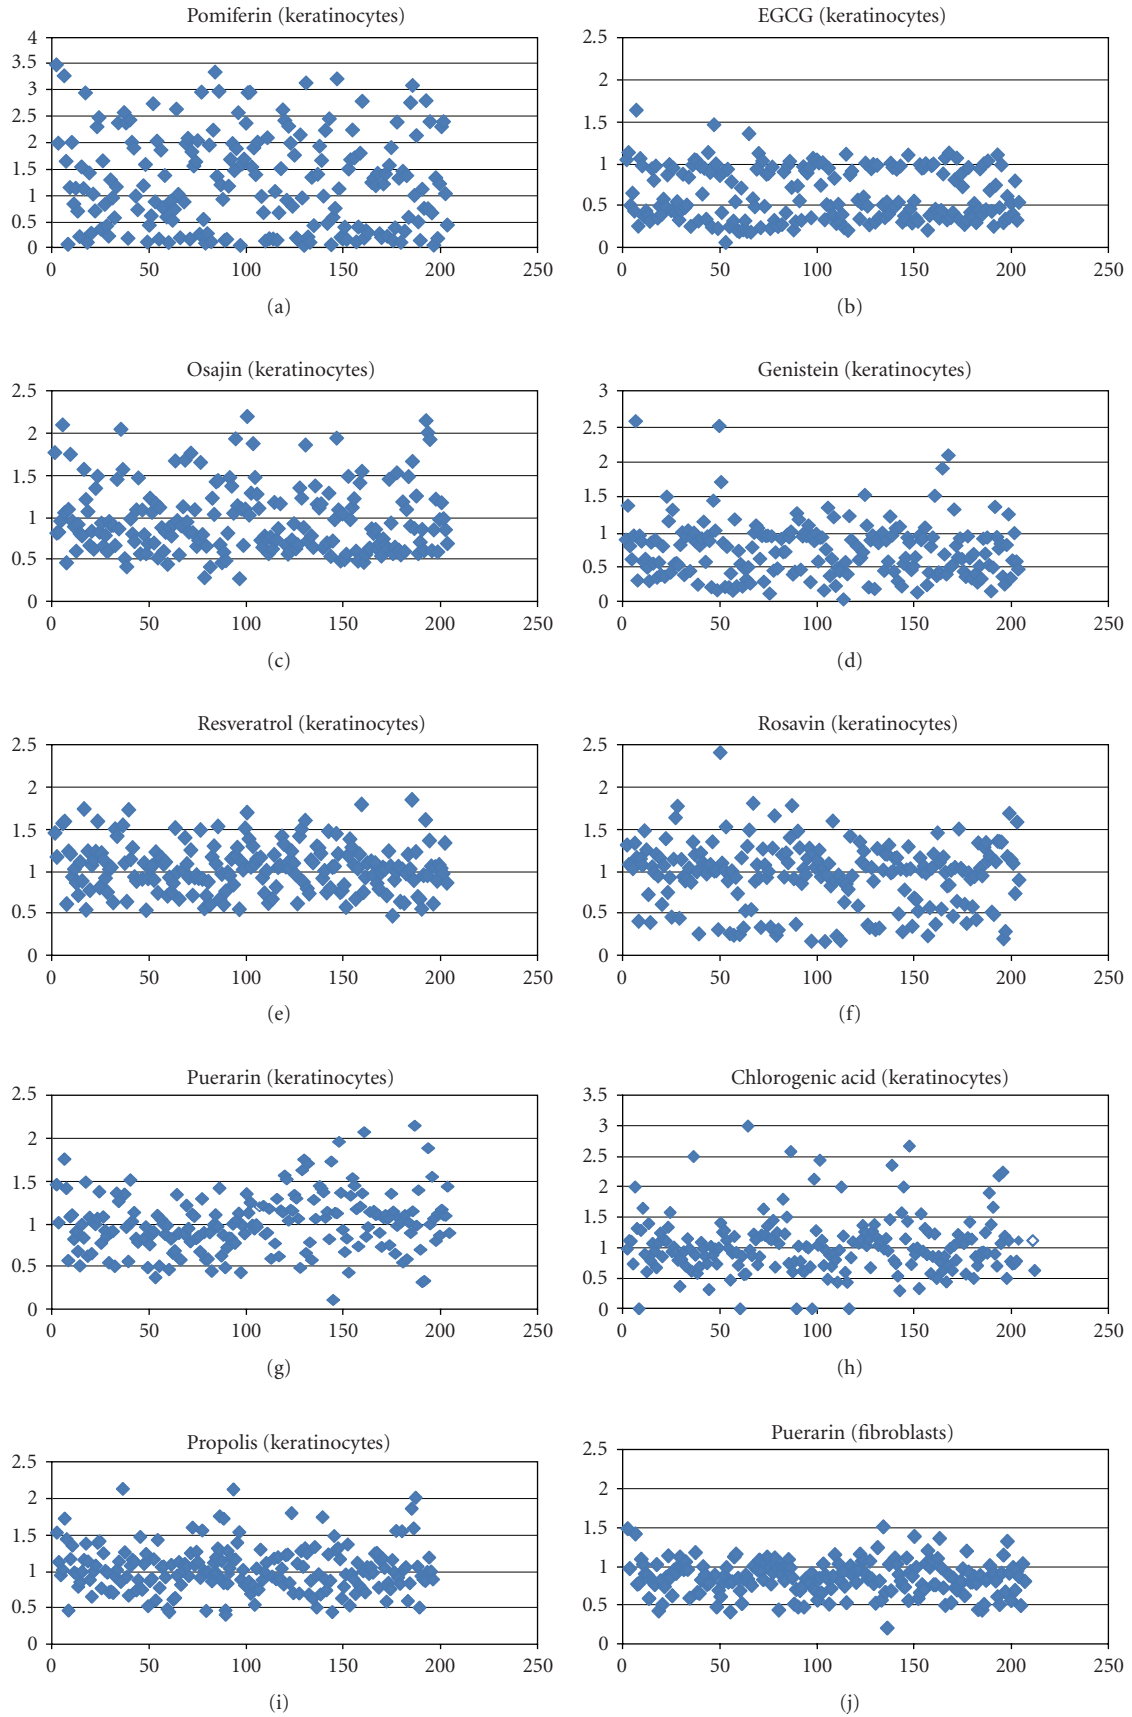 Pomiferin (keratinocytes)
4
3.5
3
2.5
2
1.5
1
0.5
0
0 50 100 150 200 250
(a)
EGCG (keratinocytes)
2.5
2
1.5
1
0.5
0
0 50 100 150 200 250
(b)
Osajin (keratinocytes)
2.5
2
1.5
1
0.5
0
0 50 100 150 200 250
(c)
Genistein (keratinocytes)
3
2.5
2
1.5
1
0.5
0
0 50 100 150 200 250
(d)
Resveratrol (keratinocytes)
2.5
2
1.5
1
0.5
0
0 50 100 150 200 250
(e)
Rosavin (keratinocytes)
2.5
2
1.5
1
0.5
0
0 50 100 150 200 250
(f)
Puerarin (keratinocytes)
2.5
2
1.5
1
0.5
0
0 50 100 150 200 250
(g)
Chlorogenic acid (keratinocytes)
3.5
3
2.5
2
1.5
1
0.5
0
0 50 100 150 200 250
(h)
Propolis (keratinocytes)
2.5
2
1.5
1
0.5
0
0 50 100 150 200 250
(i)
Puerarin (fibroblasts)
2.5
2
1.5
1
0.5
0
0 50 100 150 200 250
(j)